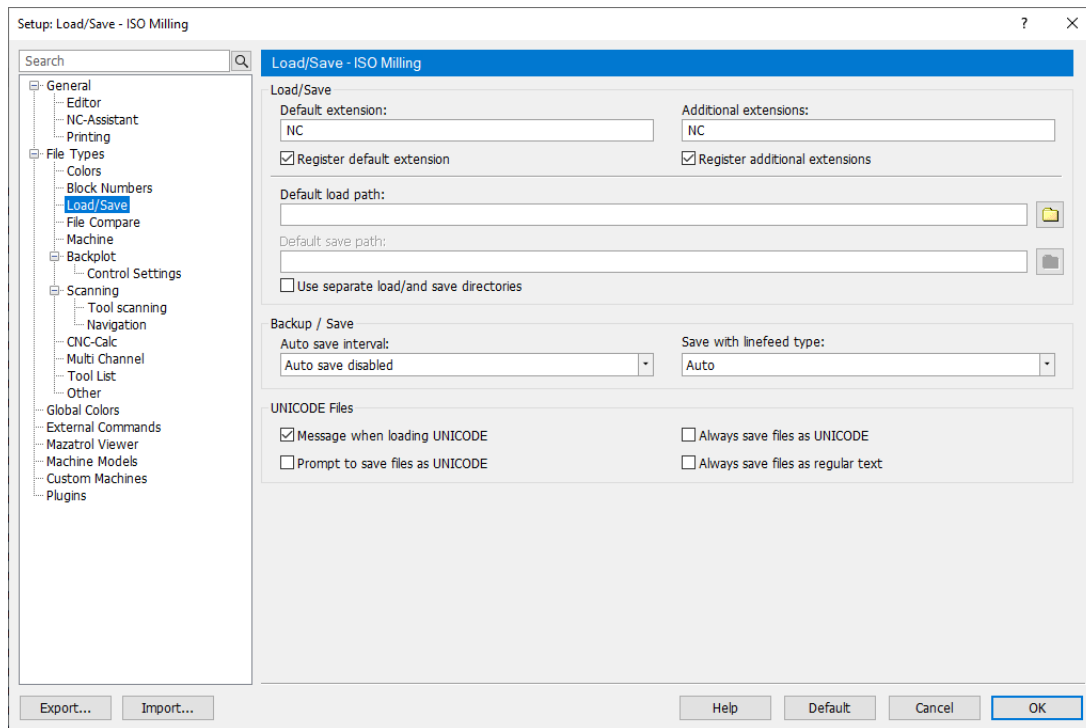 Setup: Load/Save - ISO Milling
?
Search
General
Editor
NC-Assistant
Printing
File Types
Colors
Block Numbers
Load/Save
File Compare
Machine
Backplot
Control Settings
Scanning
Tool scanning
Navigation
CNC-Calc
Multi Channel
Tool List
Other
Global Colors
External Commands
Mazatrol Viewer
Machine Models
Custom Machines
Plugins
Load/Save - ISO Milling
Load/Save
Default extension:
Additional extensions:
NC
NC
Register default extension
Register additional extensions
Default load path:
Default save path:
Use separate load/and save directories
Backup / Save
Auto save interval:
Save with linefeed type:
Auto save disabled
Auto
UNICODE Files
Message when loading UNICODE
Always save files as UNICODE
Prompt to save files as UNICODE
Always save files as regular text
Export...
Import...
Help
Default
Cancel
OK